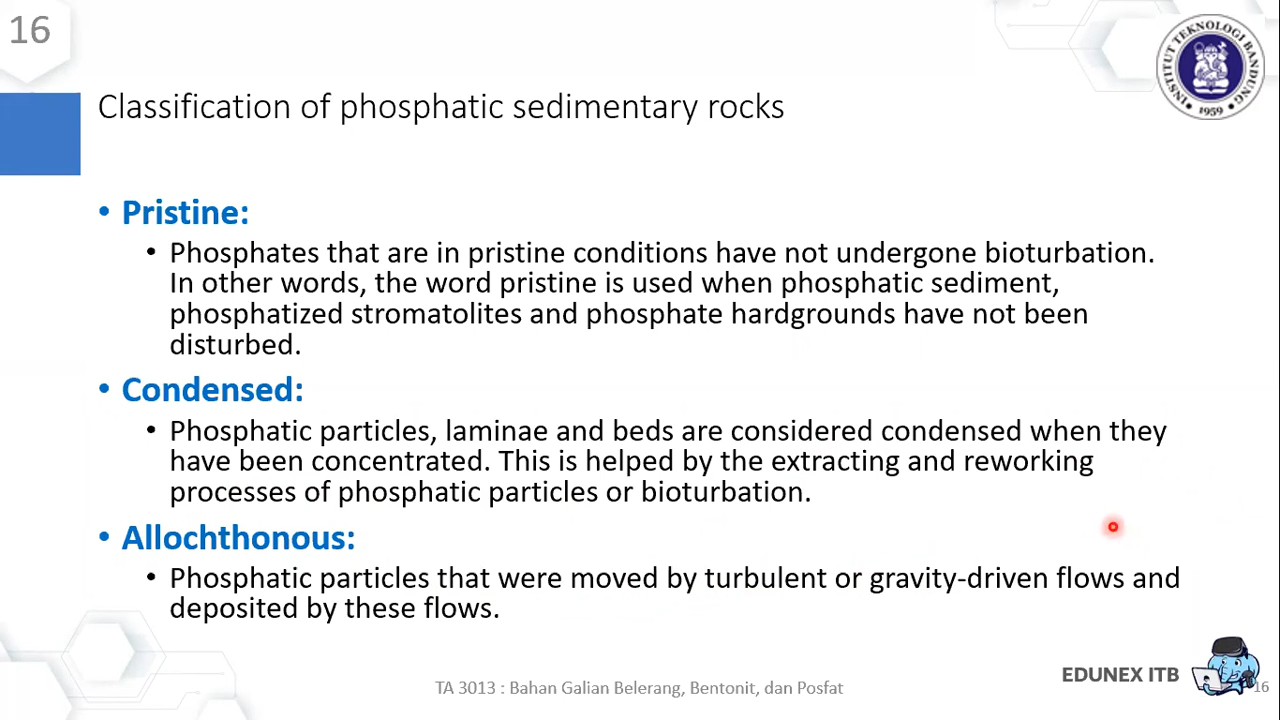 16
INSTITUT TEKNOLOGI BANDUNG
1959
Classification of phosphatic sedimentary rocks
• Pristine:
• Phosphates that are in pristine conditions have not undergone bioturbation.
In other words, the word pristine is used when phosphatic sediment,
phosphatized stromatolites and phosphate hardgrounds have not been
disturbed.
• Condensed:
• Phosphatic particles, laminae and beds are considered condensed when they
have been concentrated. This is helped by the extracting and reworking
processes of phosphatic particles or bioturbation.
• Allochthonous:
• Phosphatic particles that were moved by turbulent or gravity-driven flows and
deposited by these flows.
EDUNEX ITB
TA 3013 : Bahan Galian Belerang, Bentonit, dan Posfat
16